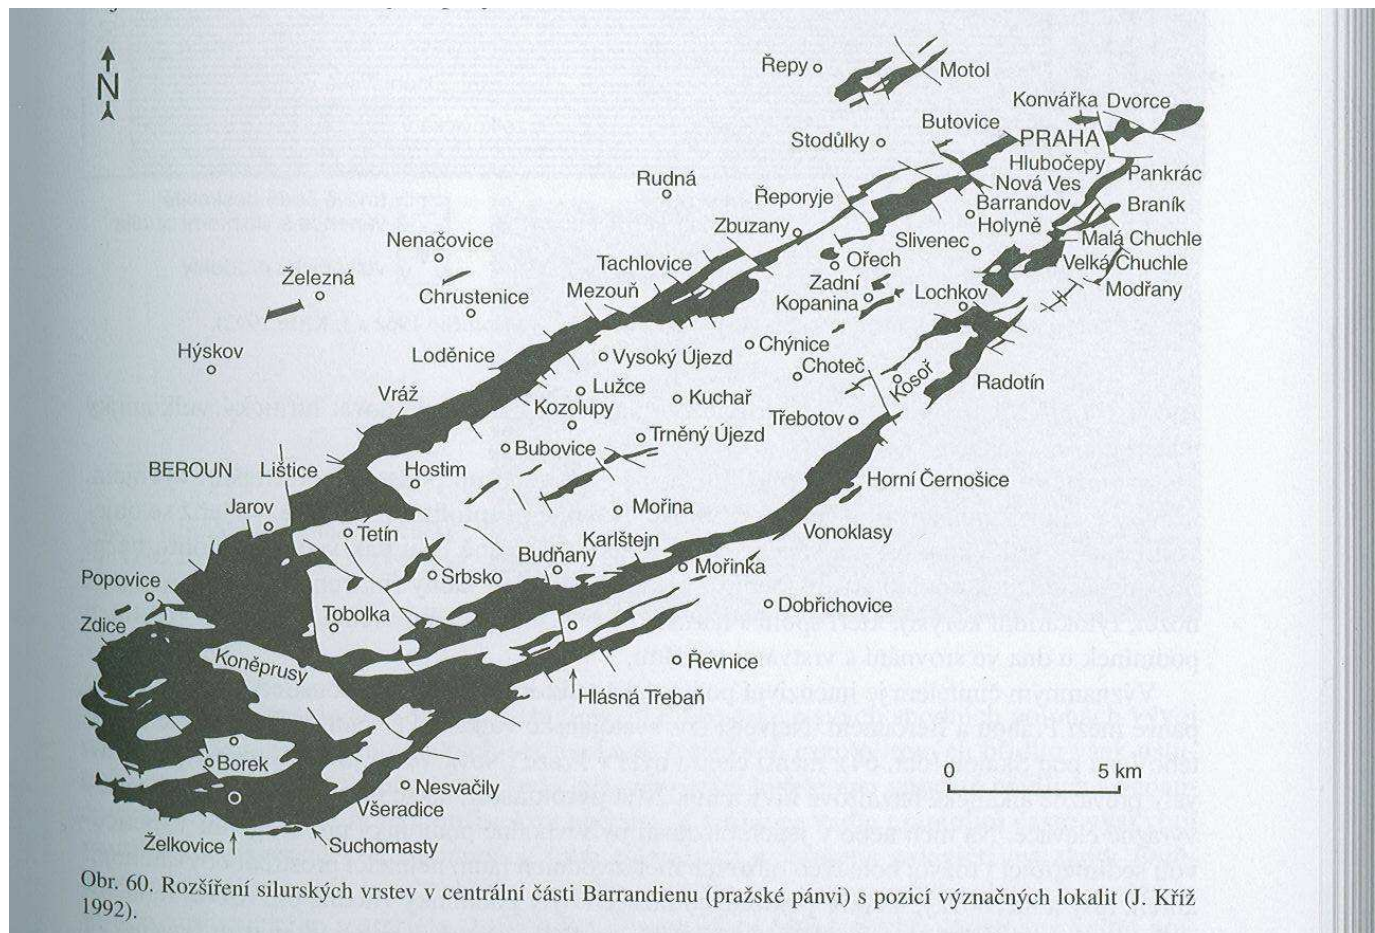 N
Řepy
Motol
Konvářka Dvorce
Butovice
PRAHA
Stodůlky
Hlubočepy
Pankrác
Rudná
Nová Ves
Řeporyje
Barrandov
Braník
Zbuzany
Holyně
Nenačovice
Slivenec
Malá Chuchle
Ořech
Velká Chuchle
Tachlovice
Železná
Zadní
Kopanina
Modřany
Mezouň
Chrustenice
Lochkov
Hýskov
Loděnice
Vysoký Újezd
Chýnice
Choteč
Kosoř
Radotín
Vráž
Lužce
Kuchař
Kozolupy
Třebotov
Trněný Újezd
Bubovice
BEROUN
Lištice
Hostim
Horní Černošice
Jarov
Mořina
Tetín
Karlštejn
Vonoklasy
Budňany
Mořinka
Popovice
Srbsko
Dobřichovice
Tobolka
Zdice
Koněprusy
Řevnice
Hlásná Třebaň
Borek
0 5 km
Nesvačily
Všeradice
Želkovice
Suchomasty
Obr. 60. Rozšíření silurských vrstev v centrální části Barrandienu (pražské pánvi) s pozicí význačných lokalit (J. Kříž
1992).